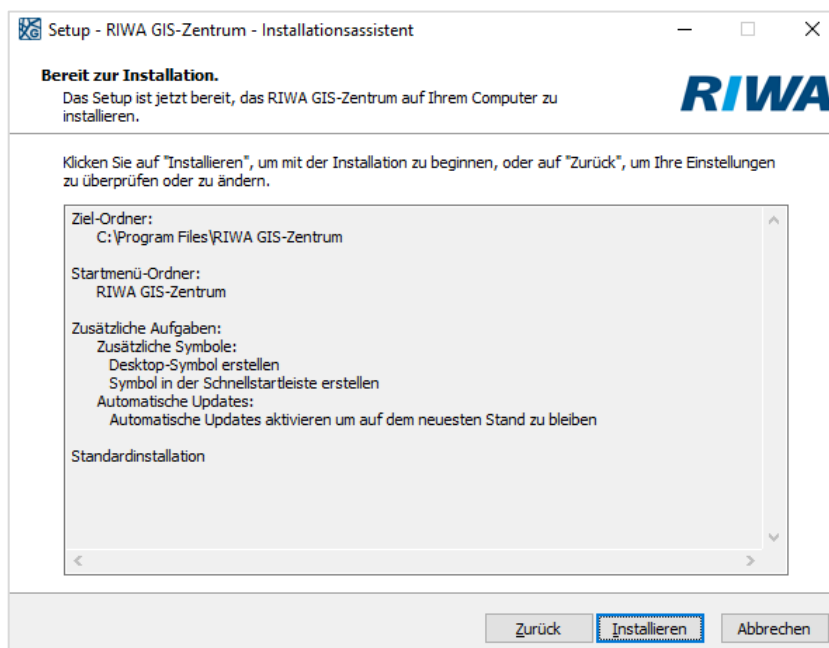 Setup - RIWA GIS-Zentrum - Installationsassistent
Bereit zur Installation.
Das Setup ist jetzt bereit, das RIWA GIS-Zentrum auf Ihrem Computer zu
installieren.
RIWA
Klicken Sie auf "Installieren", um mit der Installation zu beginnen, oder auf "Zurück", um Ihre Einstellungen
zu überprüfen oder zu ändern.
Ziel-Ordner:
C:\Program Files\RIWA GIS-Zentrum
Startmenü-Ordner:
RIWA GIS-Zentrum
Zusätzliche Aufgaben:
Zusätzliche Symbole:
Desktop-Symbol erstellen
Symbol in der Schnellstartleiste erstellen
Automatische Updates:
Automatische Updates aktivieren um auf dem neuesten Stand zu bleiben
Standardinstallation
Zurück
Installieren
Abbrechen